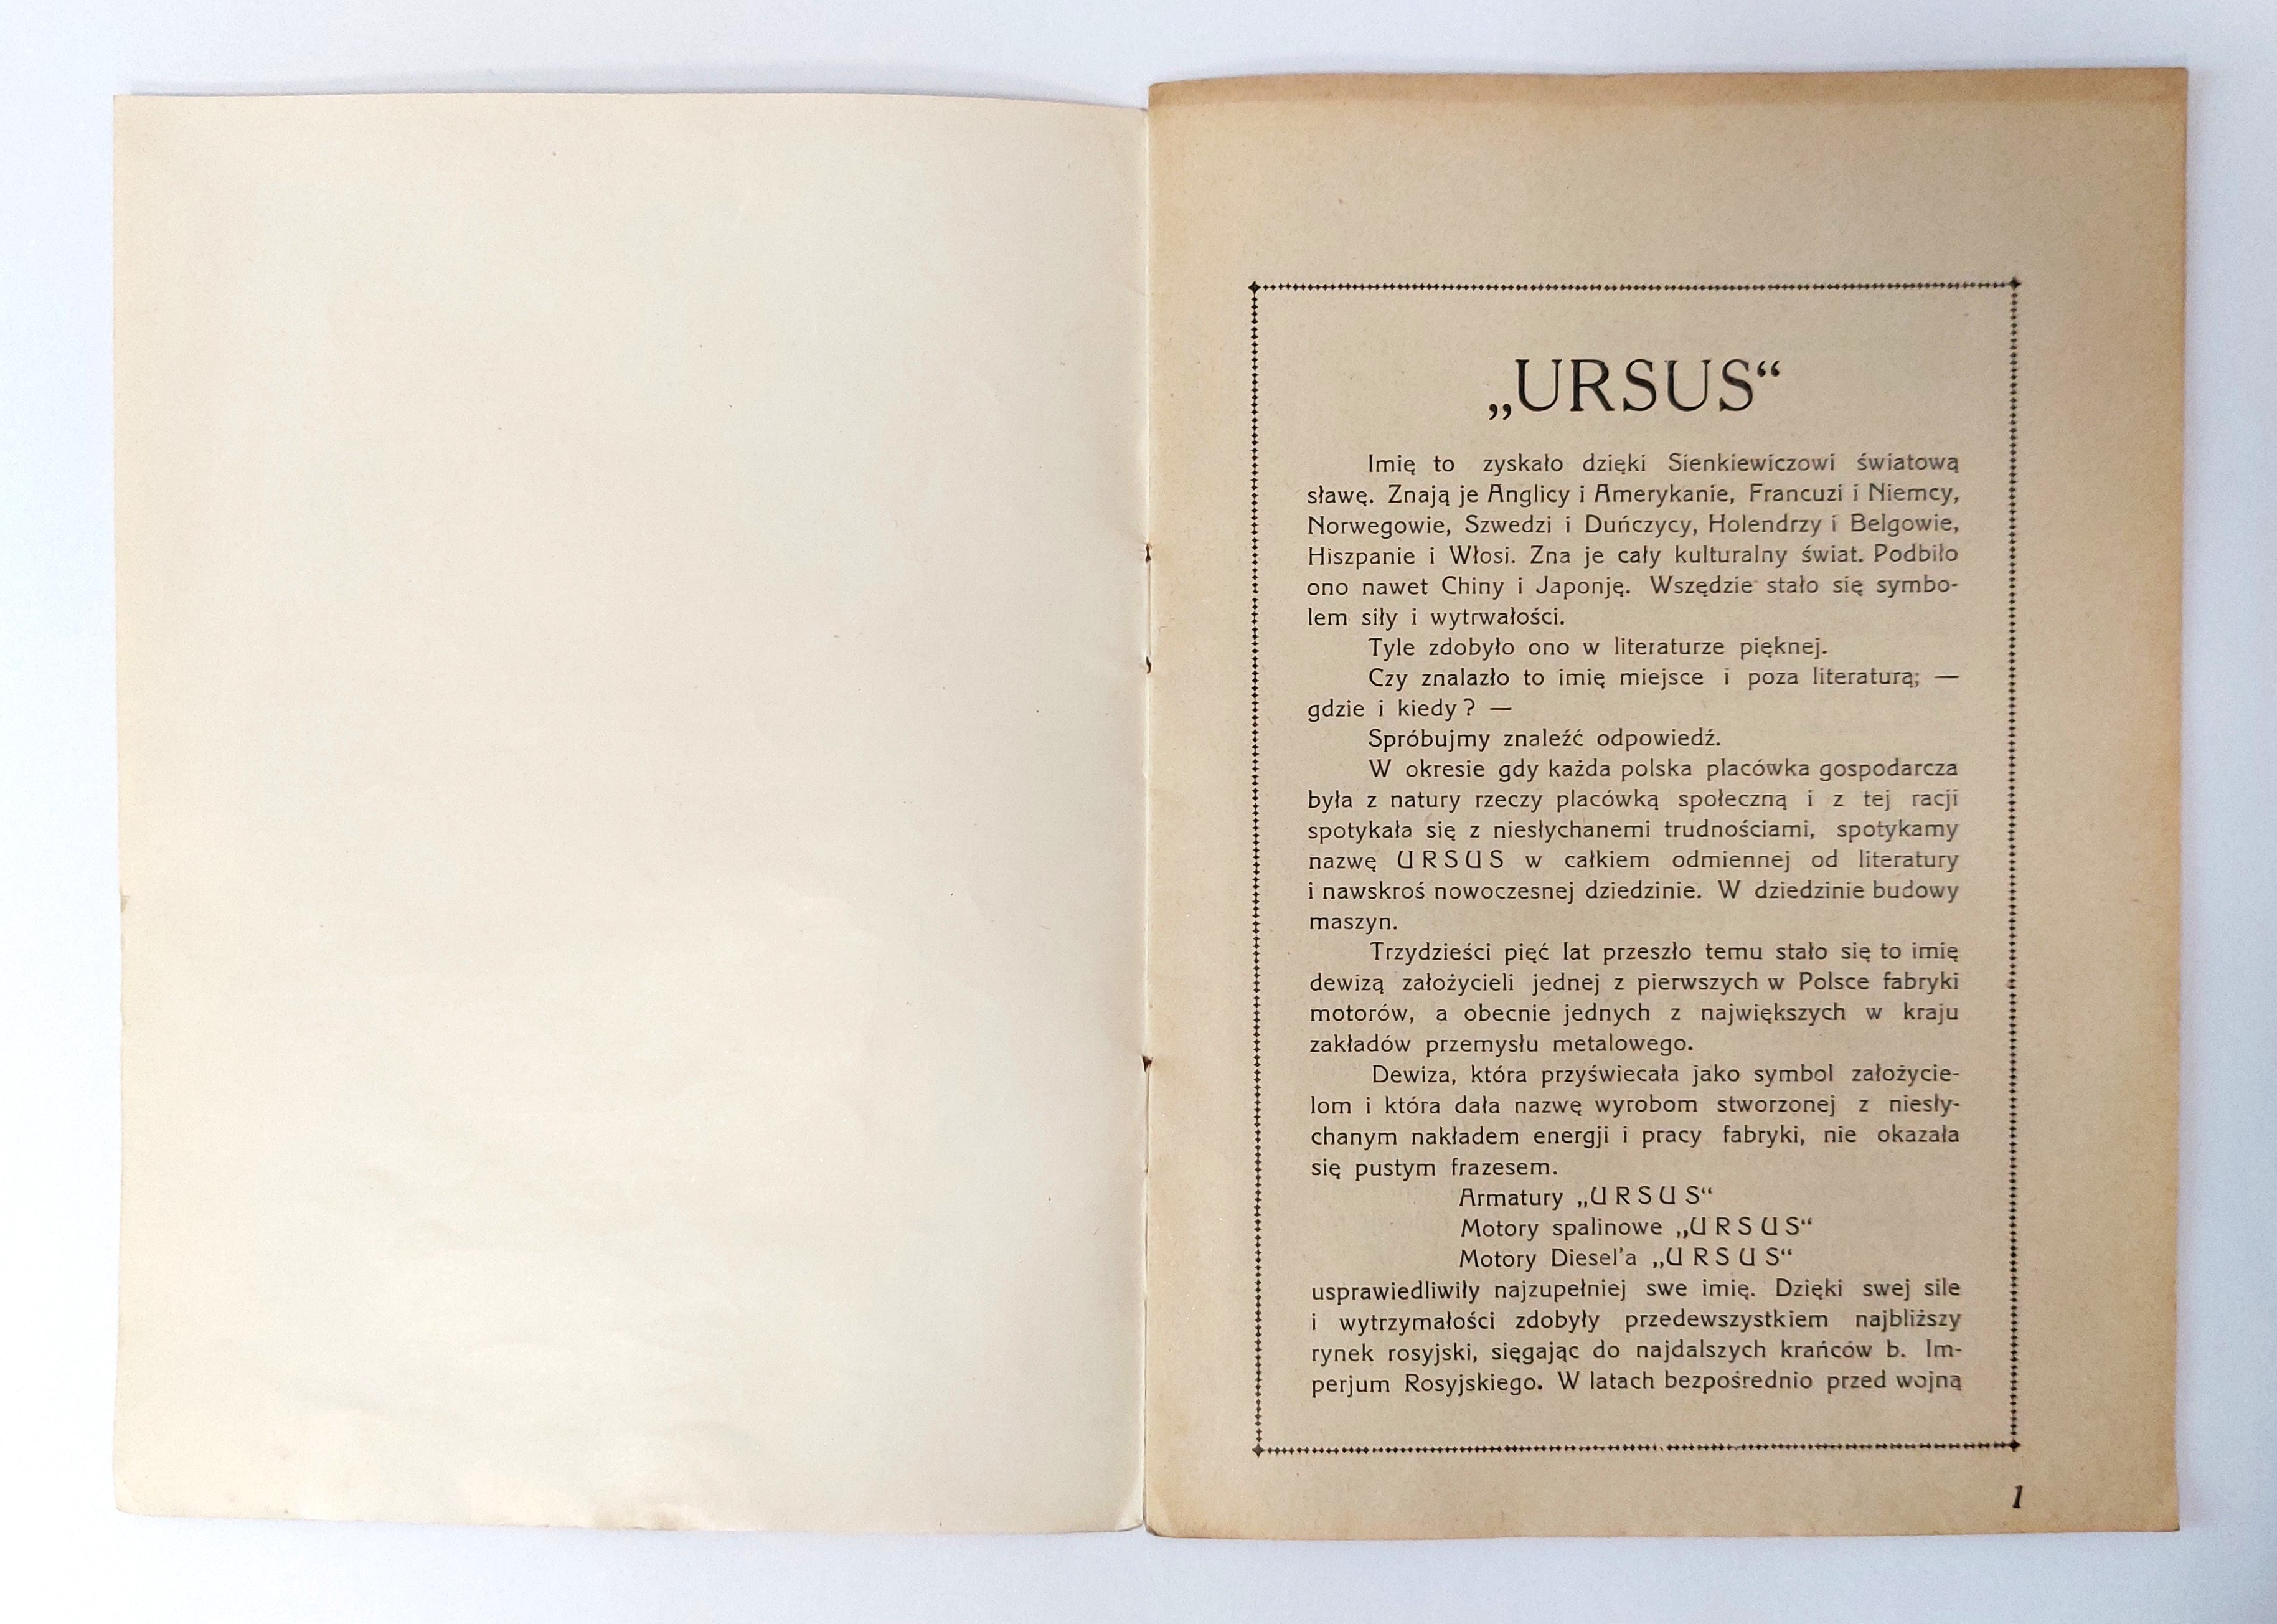 „URSUS“
Imię to zyskało dzięki Sienkiewiczowi światową
sławę. Znają je Anglicy i Amerykanie, Francuzi i Niemcy,
Norwegowie, Szwedzi i Duńczycy, Holendrzy i Belgowie,
Hiszpanie i Włosi. Zna je cały kulturalny świat. Podbiło
ono nawet Chiny i Japonję. Wszędzie stało się symbo-
lem siły i wytrwałości.
Tyle zdobyło ono w literaturze pięknej.
Czy znalazło to imię miejsce i poza literaturą; —
gdzie i kiedy? —
Spróbujmy znaleźć odpowiedź.
W okresie gdy każda polska placówka gospodarcza
była z natury rzeczy placówką społeczną i z tej racji
spotykała się z niesłychanemi trudnościami, spotykamy
nazwę URSUS w całkiem odmiennej od literatury
i nawskroś nowoczesnej dziedzinie. W dziedzinie budowy
maszyn.
Trzydzieści pięć lat przeszło temu stało się to imię
dewizą założycieli jednej z pierwszych w Polsce fabryki
motorów, a obecnie jednych z największych w kraju
zakładów przemysłu metalowego.
Dewiza, która przyświecała jako symbol założycie-
lom i która dała nazwę wyrobom stworzonej z niesły-
chanym nakładem energji i pracy fabryki, nie okazała
się pustym frazesem.
Armatury „URSUS“
Motory spalinowe „URSUS“
Motory Diesel'a „URSUS“
usprawiedliwiły najzupełniej swe imię. Dzięki swej sile
i wytrzymałości zdobyły przedewszystkiem najbliższy
rynek rosyjski, sięgając do najdalszych krańców b. Im-
perjum Rosyjskiego. W latach bezpośrednio przed wojną
1